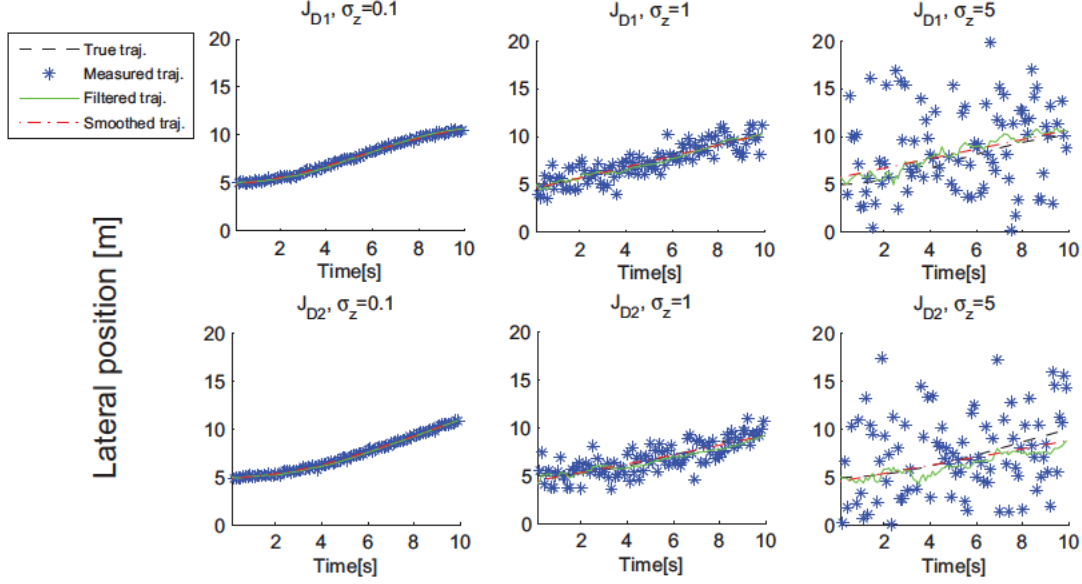 J_D1, σ_z=0.1
J_D1, σ_z=1
J_D1, σ_z=5
True traj.
Measured traj.
Filtered traj.
Smoothed traj.
Lateral position [m]
20
15
10
5
0
2 4 6 8 10
Time[s]
20
15
10
5
0
2 4 6 8 10
Time[s]
20
15
10
5
0
2 4 6 8 10
Time[s]
J_D2, σ_z=0.1
J_D2, σ_z=1
J_D2, σ_z=5
20
15
10
5
0
2 4 6 8 10
Time[s]
20
15
10
5
0
2 4 6 8 10
Time[s]
20
15
10
5
0
2 4 6 8 10
Time[s]